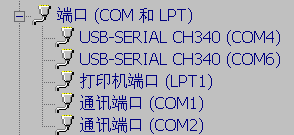 端口 (COM 和 LPT)
USB-SERIAL CH340 (COM4)
USB-SERIAL CH340 (COM6)
打印机端口 (LPT1)
通讯端口 (COM1)
通讯端口 (COM2)